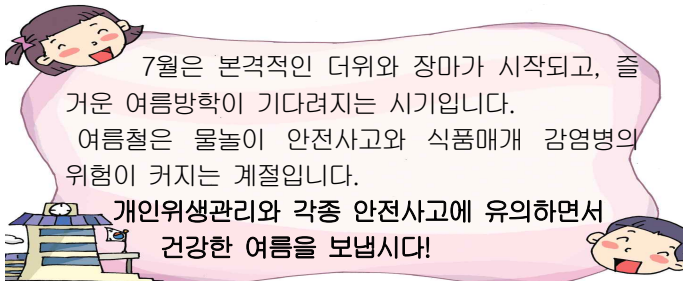 7월은 본격적인 더위와 장마가 시작되고, 즐
거운 여름방학이 기다려지는 시기입니다.
여름철은 물놀이 안전사고와 식품매개 감염병의
위험이 커지는 계절입니다.
개인위생관리와 각종 안전사고에 유의하면서
건강한 여름을 보냅시다!